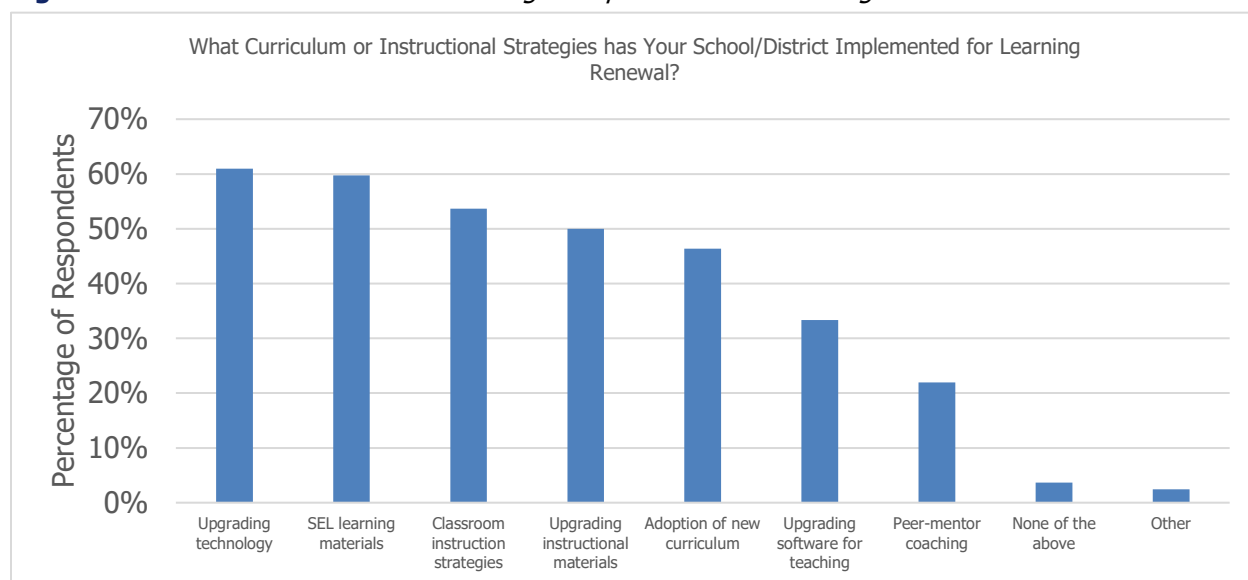 What Curriculum or Instructional Strategies has Your School/District Implemented for Learning
Renewal?
Percentage of Respondents
70%
60%
50%
40%
30%
20%
10%
0%
Upgrading
technology
SEL learning
materials
Classroom
instruction
strategies
Upgrading
instructional
materials
Adoption of new
curriculum
Upgrading
software for
teaching
Peer-mentor
coaching
None of the
above
Other